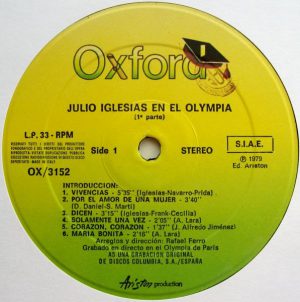 Oxford
JULIO IGLESIAS EN EL OLYMPIA
(1ª parte)
L.P. 33 - RPM
Side 1
STEREO
S.I.A.E.
℗ 1979
Ed. Ariston
OX/3152
INTRODUCCION:
1. VIVENCIAS - 5'35" (Iglesias-Navarro-Prida)
2. POR EL AMOR DE UNA MUJER - 3'40"
(D. Daniel-S. Marti)
3. DICEN - 3'15" (Iglesias-Frank-Cecilia)
4. SOLAMENTE UNA VEZ - 2'05" (A. Lara)
5. CORAZON, CORAZON - 1'37" (J. Alfredo Jiménez)
6. MARIA BONITA - 2'15" (A. Lara)
Arreglos y dirección: Rafael Ferro
Grabado en directo en el Olympia de París
AD UNA GRABACION ORIGINAL
DE DISCOS COLUMBIA, S.A./ESPAÑA
Ariston
produzione